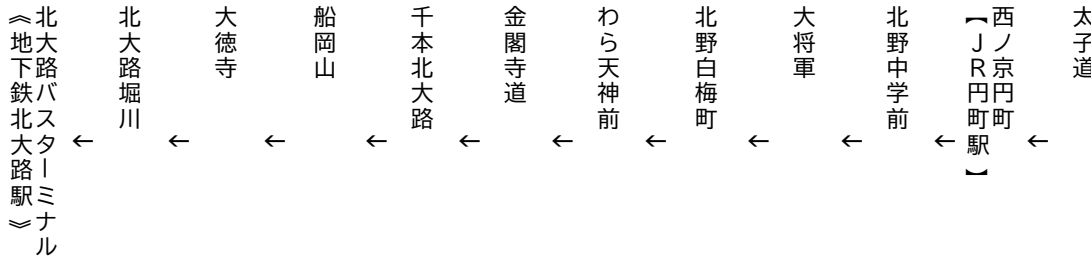 太子道
←
西ノ京円町
【ＪＲ円町駅】
←
北野中学前
←
大将軍
←
北野白梅町
←
わら天神前
←
金閣寺道
←
千本北大路
←
船岡山
←
大徳寺
←
北大路堀川
←
北大路バスターミナル
《地下鉄北大路駅》